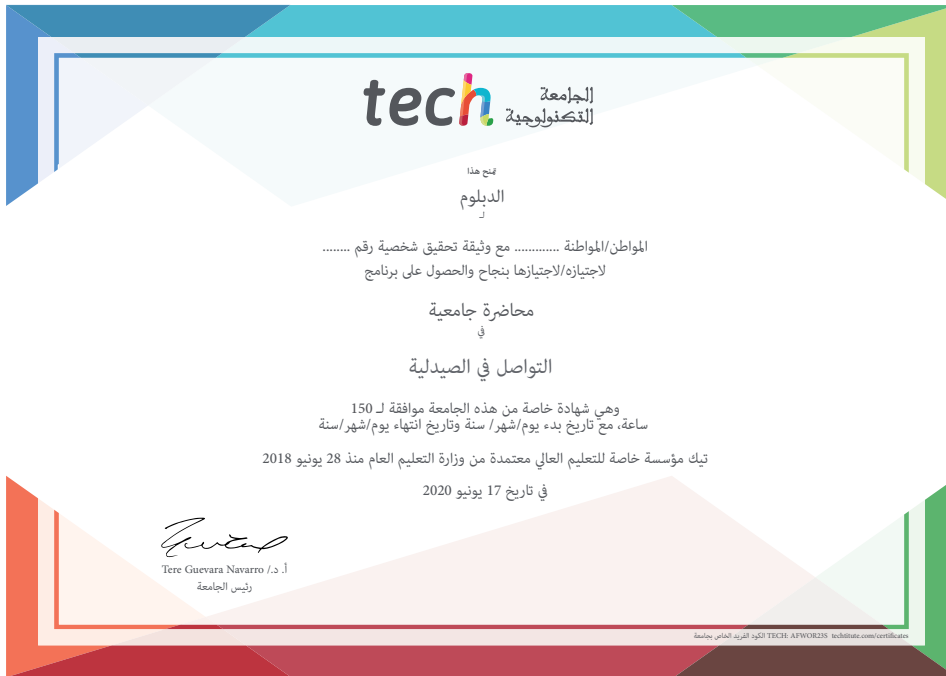 tech الجامعة
التكنولوجية
تمنح هذا
الدبلوم
لـ
المواطن/المواطنة ............. مع وثيقة تحقيق شخصية رقم ........
لاجتيازه/لاجتيازها بنجاح والحصول على برنامج
محاضرة جامعية
في
التواصل في الصيدلية
وهي شهادة خاصة من هذه الجامعة موافقة لـ 150
ساعة، مع تاريخ بدء يوم/شهر/ سنة وتاريخ انتهاء يوم/شهر/سنة
تيك مؤسسة خاصة للتعليم العالي معتمدة من وزارة التعليم العام منذ 28 يونيو 2018
في تاريخ 17 يونيو 2020
أ. د./ Tere Guevara Navarro
رئيس الجامعة
الكود الفريد الخاص بجامعة TECH: AFWOR23S techtitute.com/certificates